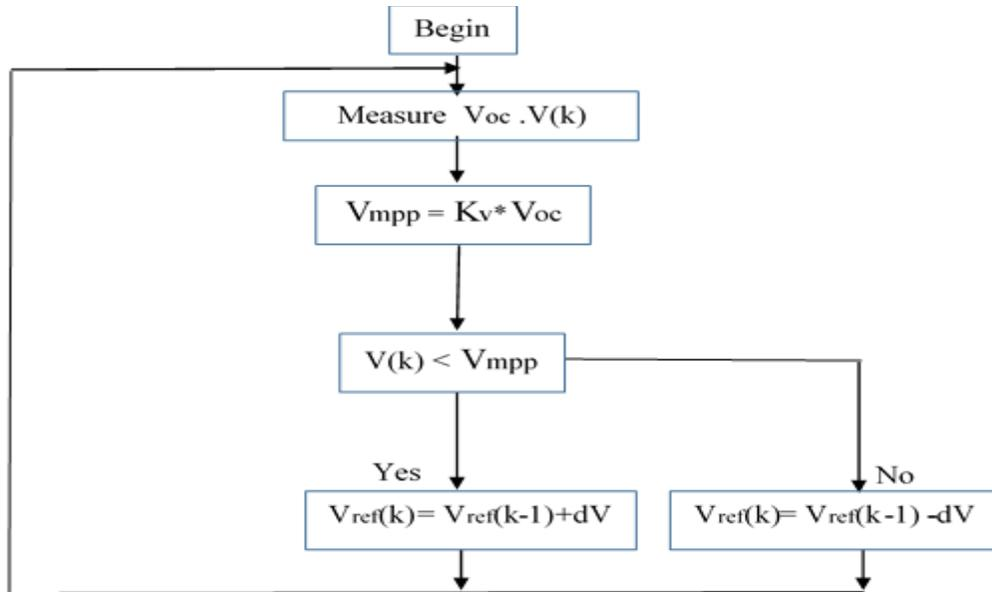 Begin
Measure Voc .V(k)
Vmpp = Kv* Voc
V(k) < Vmpp
Yes
No
Vref(k)= Vref(k-1)+dV
Vref(k)= Vref(k-1) -dV